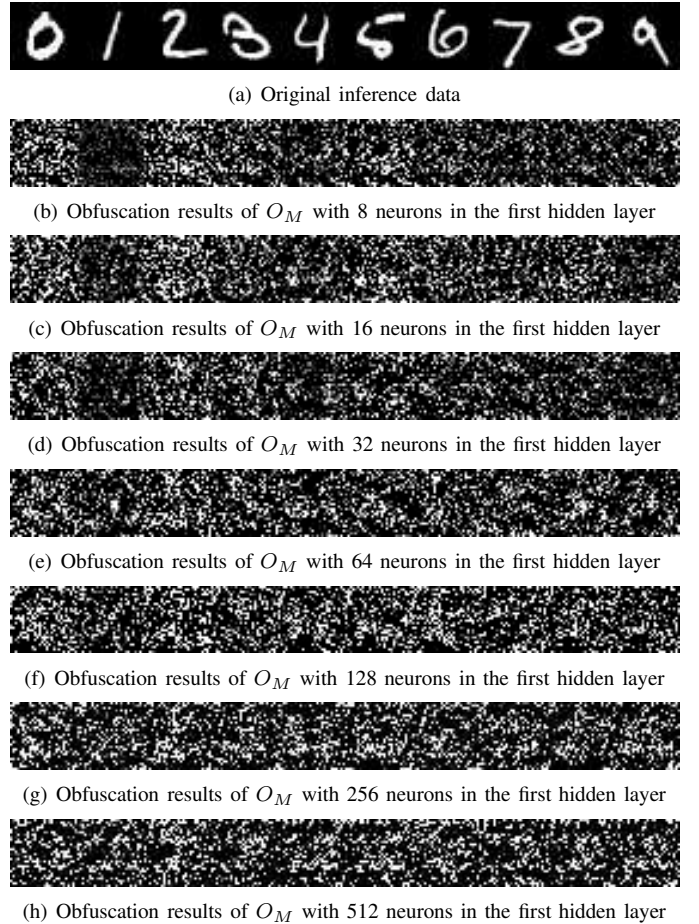 0 1 2 3 4 5 6 7 8 9
(a) Original inference data
(b) Obfuscation results of O_M with 8 neurons in the first hidden layer
(c) Obfuscation results of O_M with 16 neurons in the first hidden layer
(d) Obfuscation results of O_M with 32 neurons in the first hidden layer
(e) Obfuscation results of O_M with 64 neurons in the first hidden layer
(f) Obfuscation results of O_M with 128 neurons in the first hidden layer
(g) Obfuscation results of O_M with 256 neurons in the first hidden layer
(h) Obfuscation results of O_M with 512 neurons in the first hidden layer